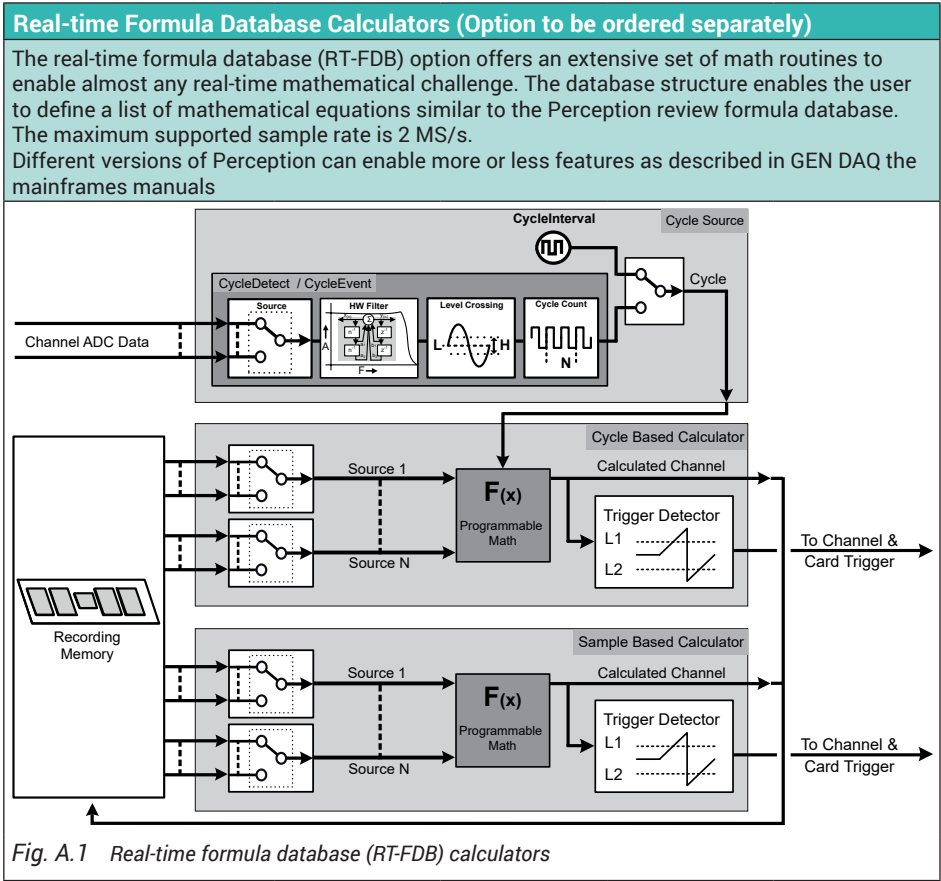 Real-time Formula Database Calculators (Option to be ordered separately)
The real-time formula database (RT-FDB) option offers an extensive set of math routines to
enable almost any real-time mathematical challenge. The database structure enables the user
to define a list of mathematical equations similar to the Perception review formula database.
The maximum supported sample rate is 2 MS/s.
Different versions of Perception can enable more or less features as described in GEN DAQ the
mainframes manuals
CycleInterval
Cycle Source
CycleDetect / CycleEvent
Cycle
Source
HW Filter
Level Crossing
Cycle Count
Channel ADC Data
A
F
L
H
N
Cycle Based Calculator
Source 1
Calculated Channel
F(x)
Programmable
Math
Trigger Detector
L1
L2
Source N
To Channel &
Card Trigger
Recording
Memory
Sample Based Calculator
Source 1
Calculated Channel
F(x)
Programmable
Math
Trigger Detector
L1
L2
Source N
To Channel &
Card Trigger
Fig. A.1 Real-time formula database (RT-FDB) calculators